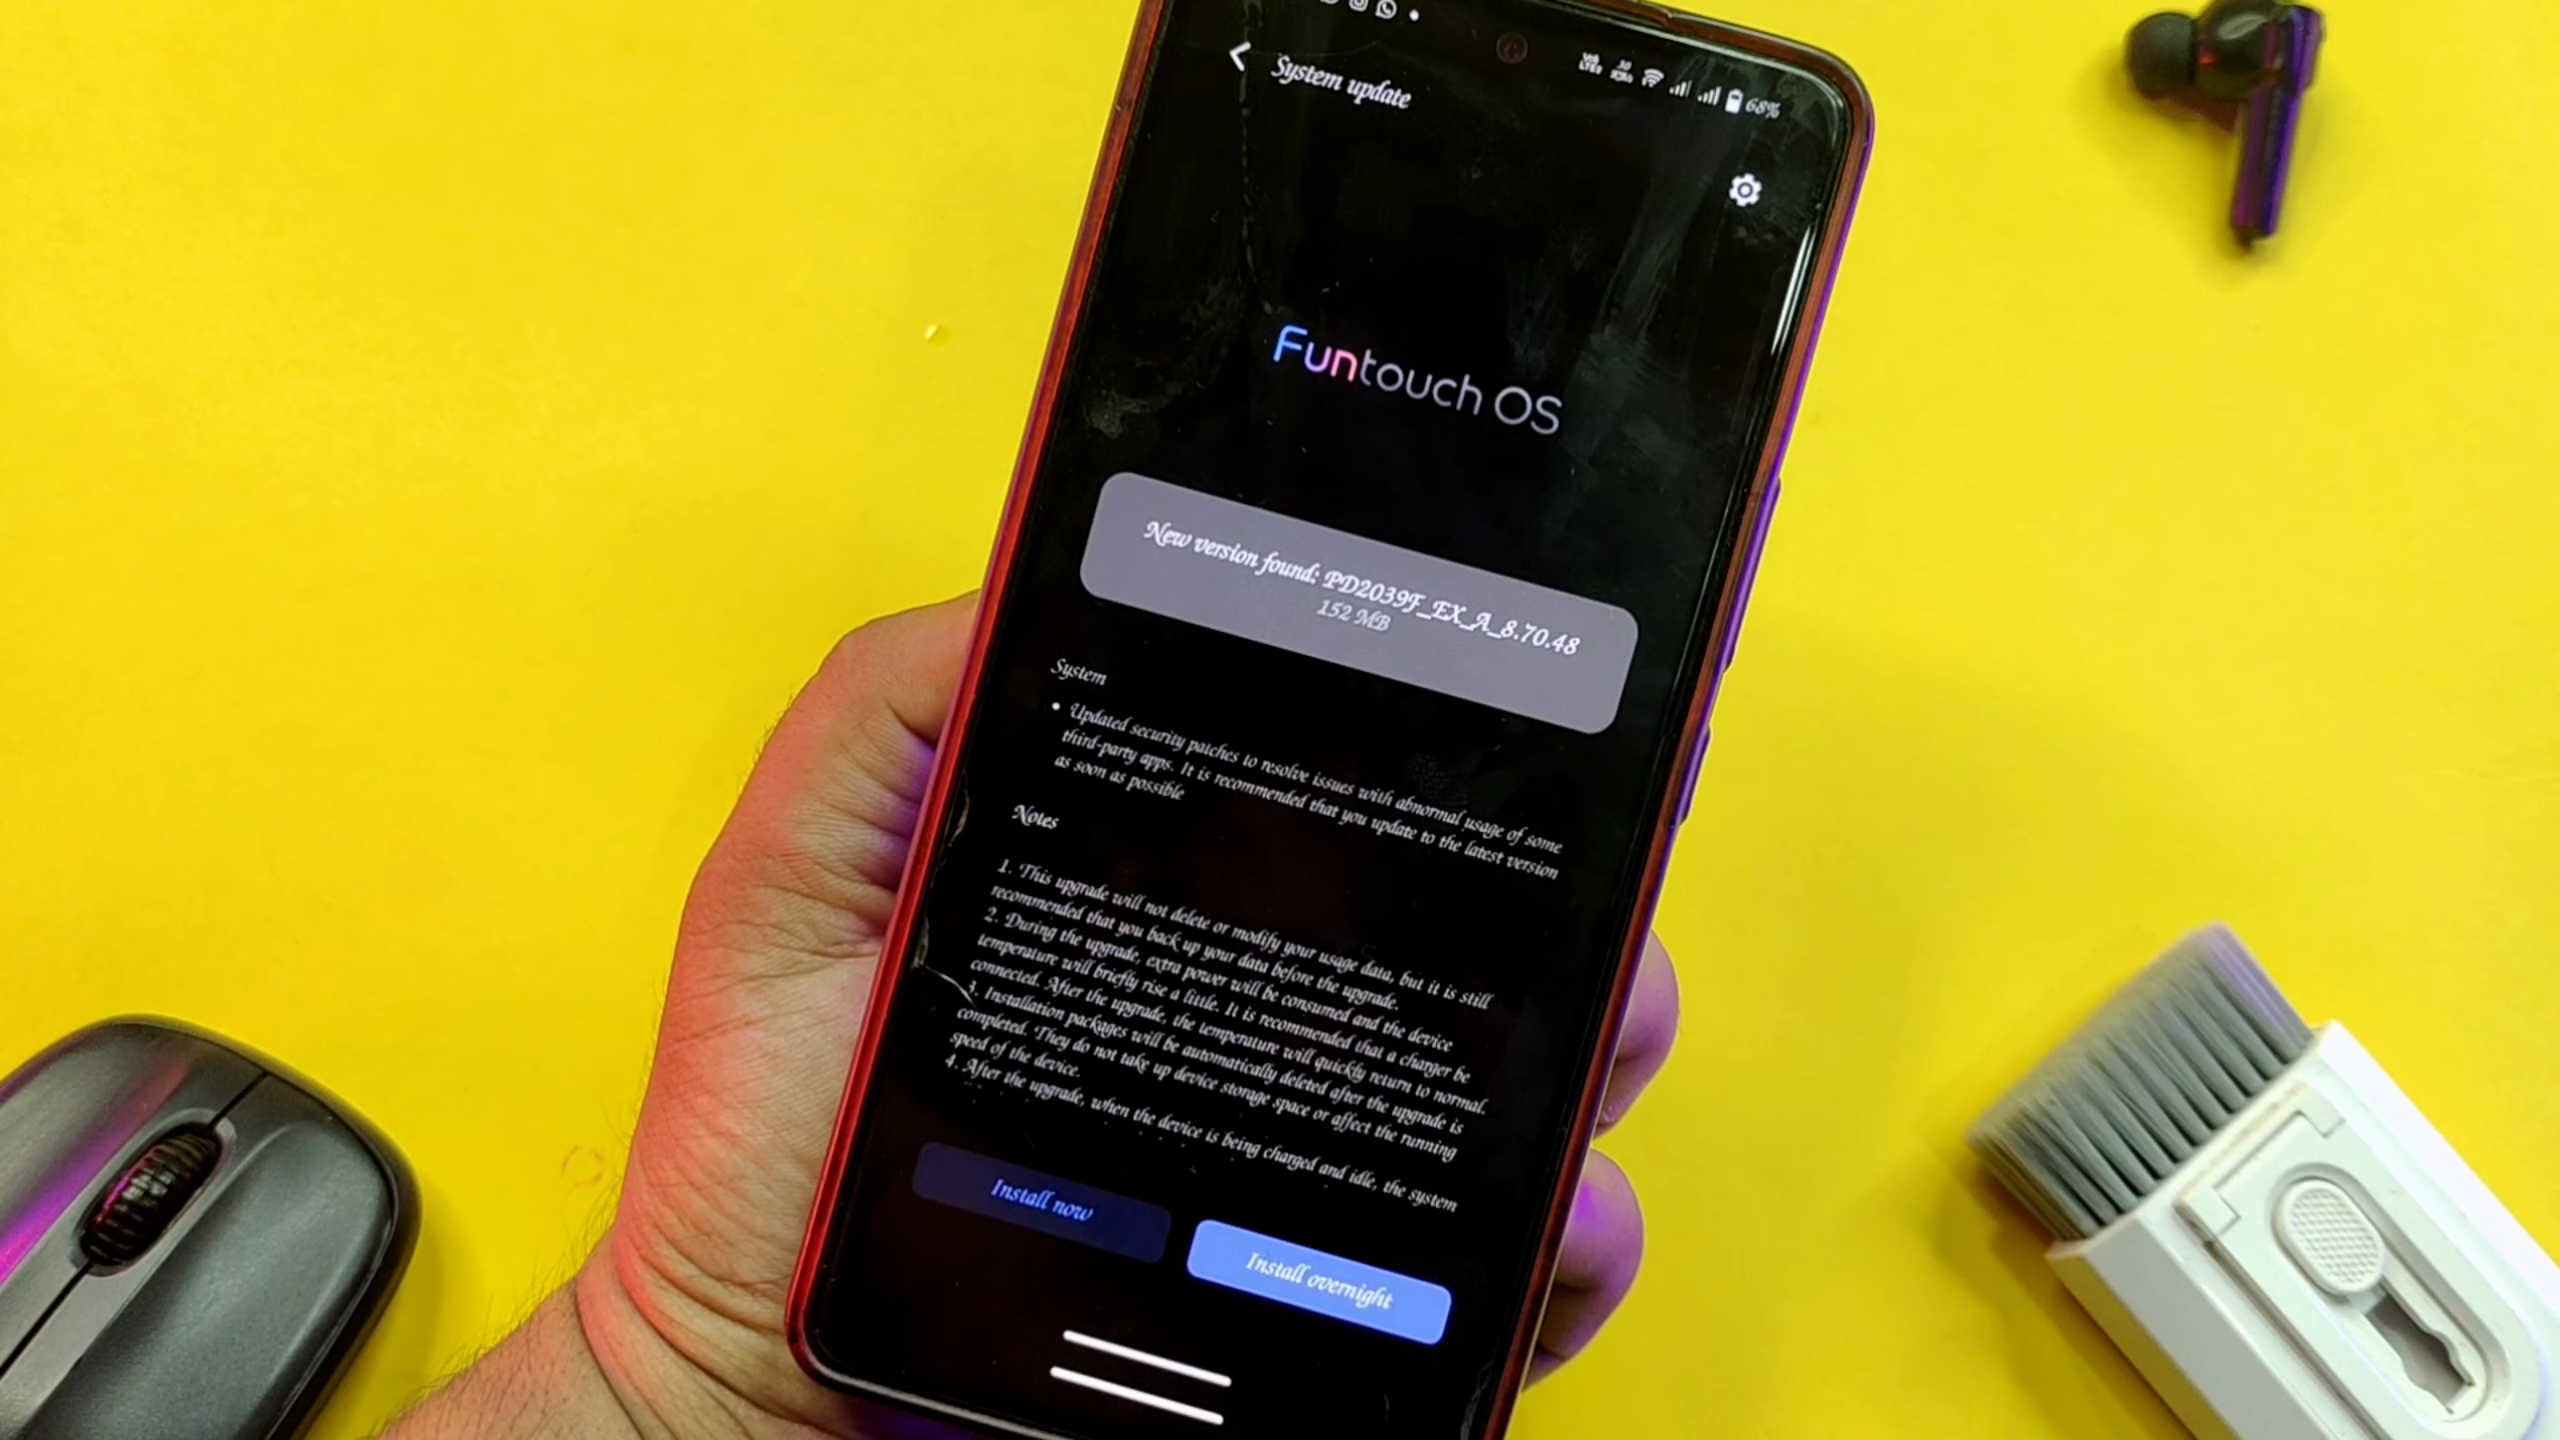 68%
System update
Funtouch OS
New version found: PD2039F_EX_A_8.70.48
152 MB
System
• Updated security patches to resolve issues with abnormal usage of some
third-party apps. It is recommended that you update to the latest version
as soon as possible
Notes
1. This upgrade will not delete or modify your usage data, but it is still
recommended that you back up your data before the upgrade.
2. During the upgrade, extra power will be consumed and the device
temperature will briefly rise a little. It is recommended that a charger be
connected. After the upgrade, the temperature will quickly return to normal.
3. Installation packages will be automatically deleted after the upgrade is
completed. They do not take up device storage space or affect the running
speed of the device.
4. After the upgrade, when the device is being charged and idle, the system
Install now
Install overnight